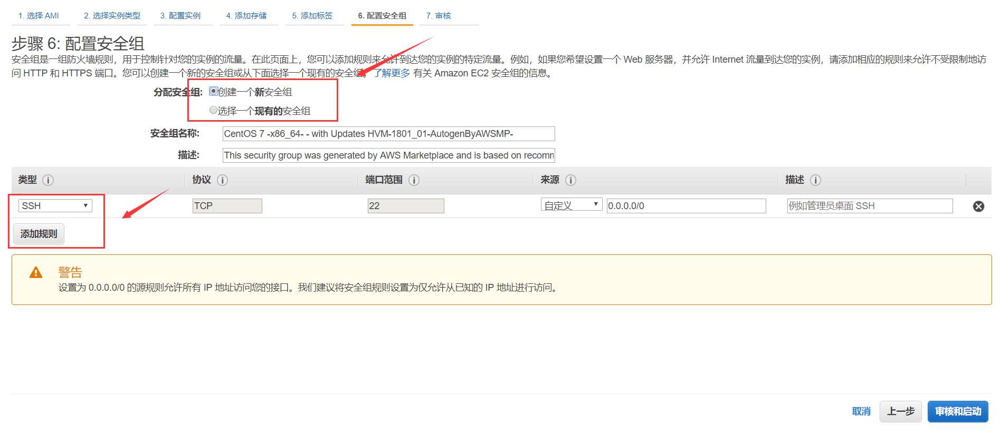 1. 选择 AMI
2. 选择实例类型
3. 配置实例
4. 添加存储
5. 添加标签
6. 配置安全组
7. 审核
步骤 6: 配置安全组
安全组是一组防火墙规则，用于控制针对您的实例的流量。在此页面上，您可以添加规则来允许到达您的实例的特定流量。例如，如果您希望设置一个 Web 服务器，并允许 Internet 流量到达您的实例，请添加相应的规则来允许不受限制地访
问 HTTP 和 HTTPS 端口。您可以创建一个新的安全组或从下面选择一个现有的安全组。了解更多 有关 Amazon EC2 安全组的信息。
分配安全组: 创建一个新安全组
选择一个现有的安全组
安全组名称: CentOS 7 -x86_64- - with Updates HVM-1801_01-AutogenByAWSMP-
描述: This security group was generated by AWS Marketplace and is based on recomm
类型 协议 端口范围 来源 描述
SSH TCP 22 自定义 0.0.0.0/0 例如管理员桌面 SSH
添加规则
警告
设置为 0.0.0.0/0 的源规则允许所有 IP 地址访问您的接口。我们建议将安全组规则设置为仅允许从已知的 IP 地址进行访问。
取消 上一步 审核和启动